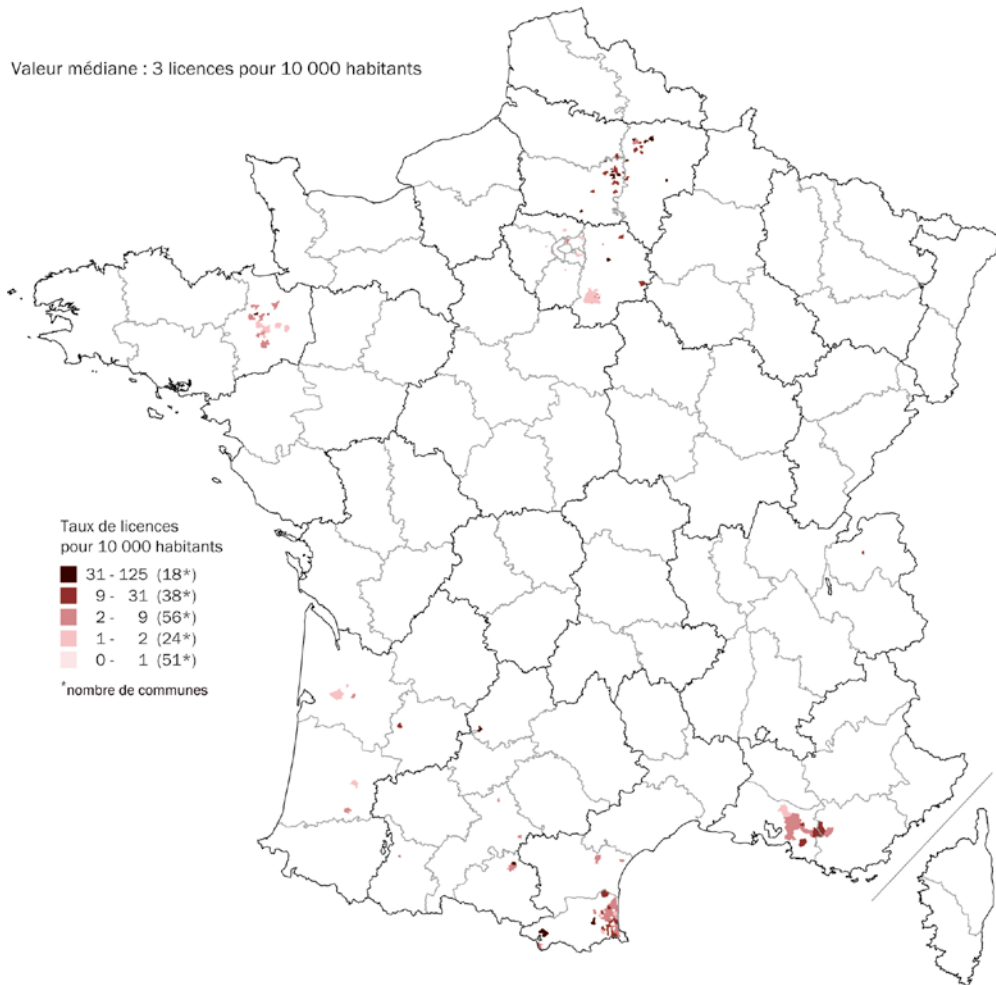 Valeur médiane : 3 licences pour 10 000 habitants
Taux de licences
pour 10 000 habitants
31 - 125 (18*)
9 - 31 (38*)
2 - 9 (56*)
1 - 2 (24*)
0 - 1 (51*)
*nombre de communes